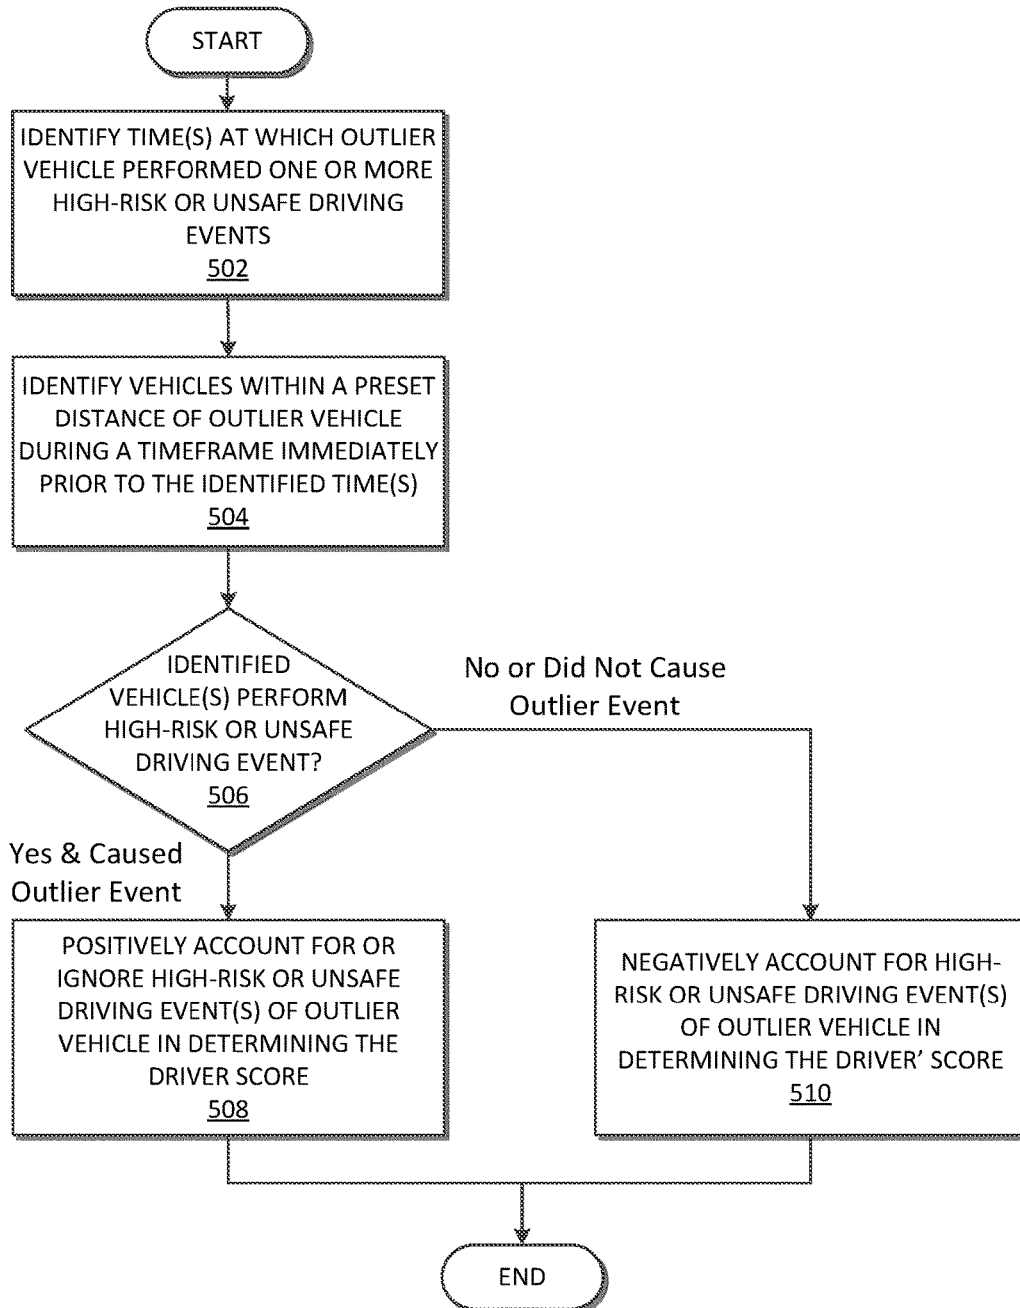 START
IDENTIFY TIME(S) AT WHICH OUTLIER
VEHICLE PERFORMED ONE OR MORE
HIGH-RISK OR UNSAFE DRIVING
EVENTS
502
IDENTIFY VEHICLES WITHIN A PRESET
DISTANCE OF OUTLIER VEHICLE
DURING A TIMEFRAME IMMEDIATELY
PRIOR TO THE IDENTIFIED TIME(S)
504
IDENTIFIED
VEHICLE(S) PERFORM
HIGH-RISK OR UNSAFE
DRIVING EVENT?
506
No or Did Not Cause
Outlier Event
Yes & Caused
Outlier Event
POSITIVELY ACCOUNT FOR OR
IGNORE HIGH-RISK OR UNSAFE
DRIVING EVENT(S) OF OUTLIER
VEHICLE IN DETERMINING THE
DRIVER SCORE
508
NEGATIVELY ACCOUNT FOR HIGH-
RISK OR UNSAFE DRIVING EVENT(S)
OF OUTLIER VEHICLE IN
DETERMINING THE DRIVER’ SCORE
510
END